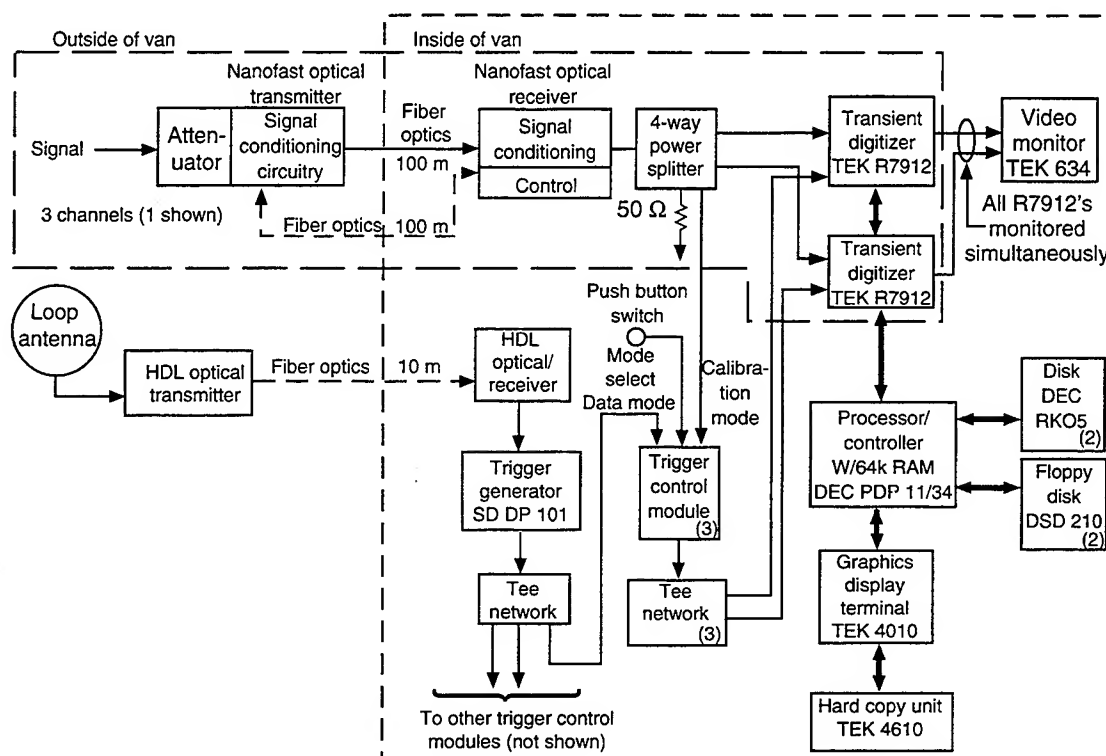 Outside of van
Inside of van
Nanofast optical
transmitter
Signal
Atten-
uator
Signal
conditioning
circuitry
3 channels (1 shown)
Fiber
optics
100 m
Fiber optics
100 m
Nanofast optical
receiver
Signal
conditioning
Control
4-way
power
splitter
50 Ω
Transient
digitizer
TEK R7912
Transient
digitizer
TEK R7912
Video
monitor
TEK 634
All R7912's
monitored
simultaneously
Loop
antenna
HDL optical
transmitter
Fiber optics
10 m
HDL
optical/
receiver
Push button
switch
Mode
select
Data mode
Calibra-
tion
mode
Trigger
generator
SD DP 101
Trigger
control
module
(3)
Tee
network
Tee
network
(3)
To other trigger control
modules (not shown)
Processor/
controller
W/64k RAM
DEC PDP 11/34
Disk
DEC
RKO5
(2)
Floppy
disk
DSD 210
(2)
Graphics
display
terminal
TEK 4010
Hard copy unit
TEK 4610